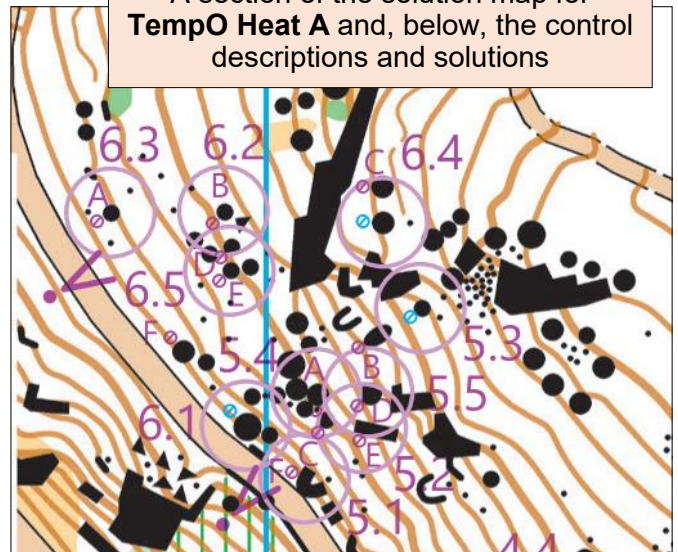 A section of the solution map for
TempO Heat A and, below, the control
descriptions and solutions
6.3
6.2
C
6.4
A
B
D
E
6.5
F
5.3
5.4
A
B
5.5
D
6.1
C
E
5.2
5.1